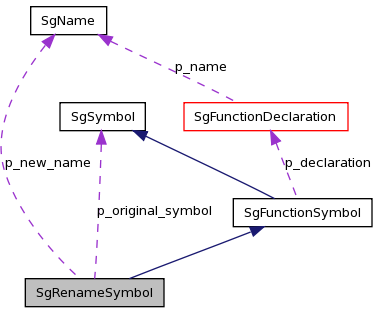 SgName
p_name
SgSymbol
SgFunctionDeclaration
p_new_name
p_declaration
p_original_symbol
SgFunctionSymbol
SgRenameSymbol